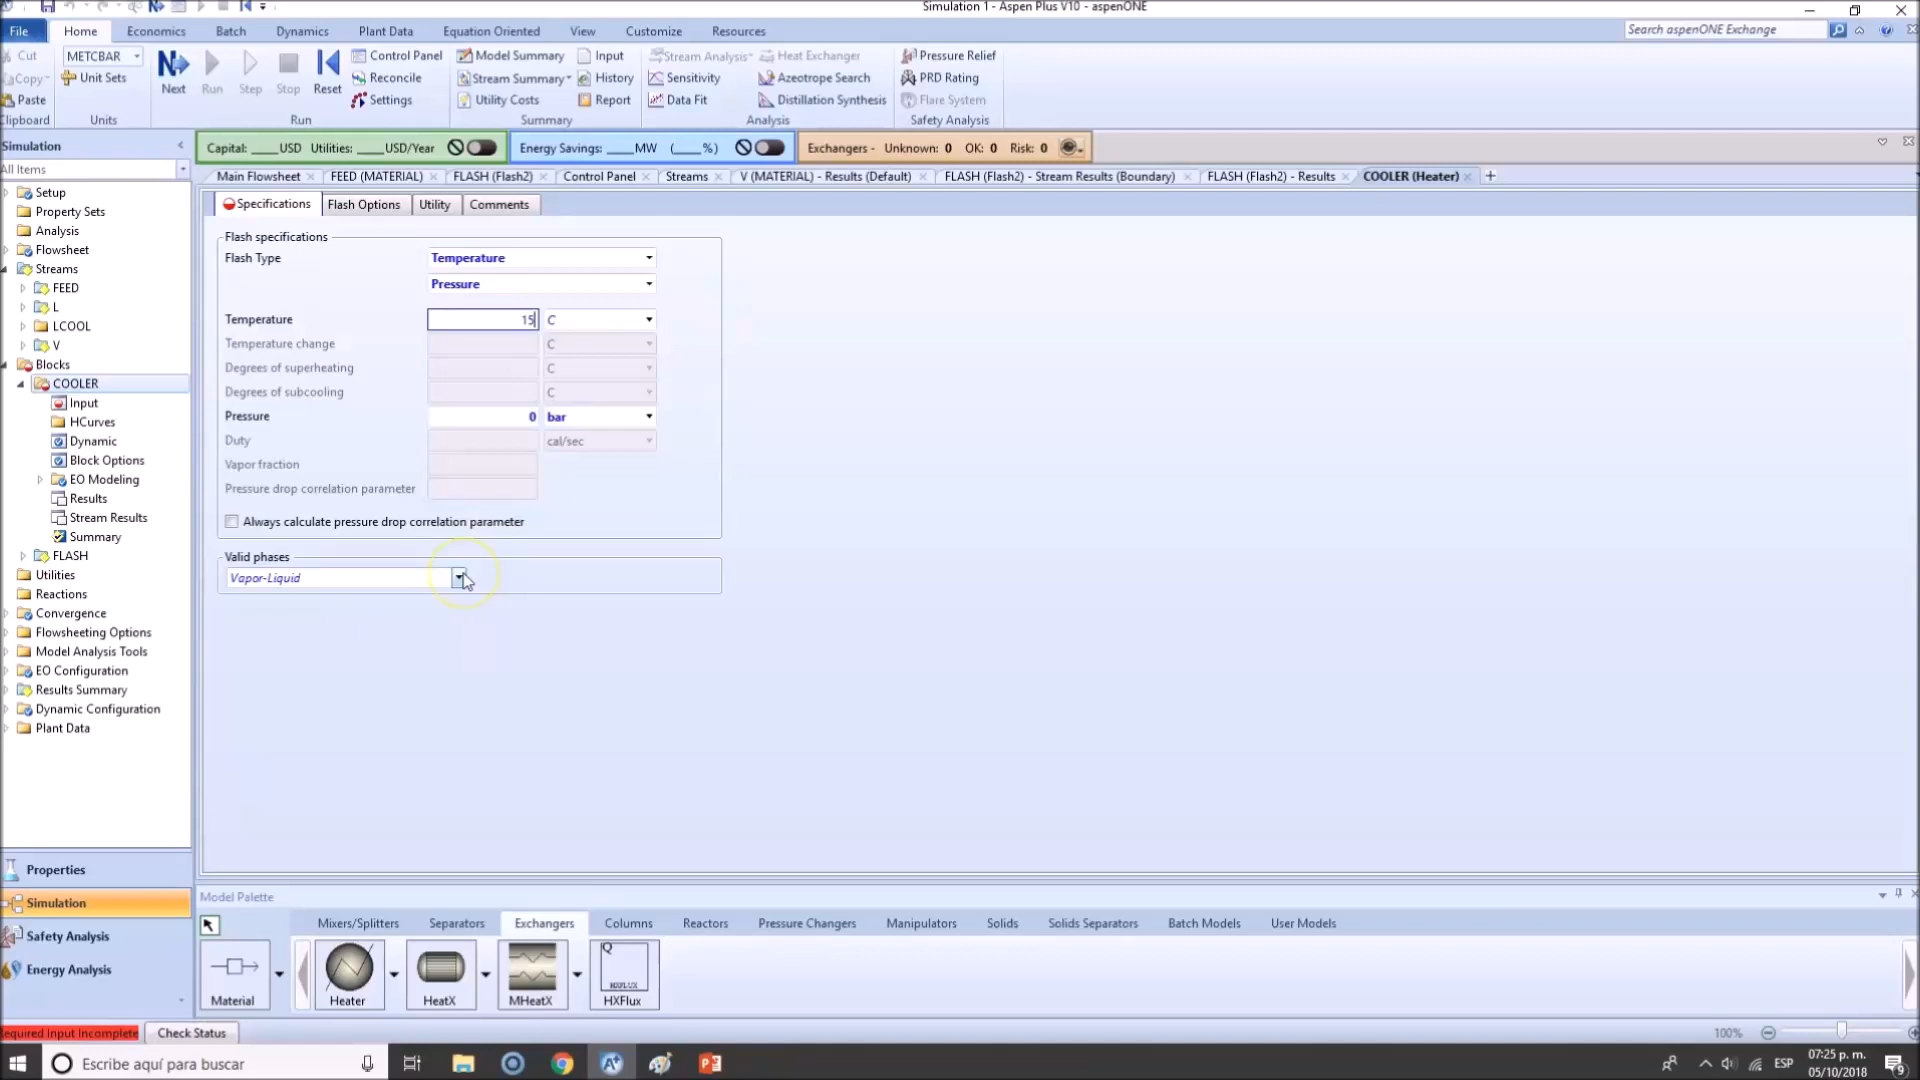 Simulation 1 - Aspen Plus V10 - aspenONE
File Home Economics Batch Dynamics Plant Data Equation Oriented View Customize Resources
Search aspenONE Exchange
Cut METCBAR Control Panel Model Summary Input Stream Analysis Heat Exchanger Pressure Relief
Copy Unit Sets Reconcile Stream Summary History Sensitivity Azeotrope Search PRD Rating
Next Run Step Stop Reset
Paste Settings Utility Costs Report Data Fit Distillation Synthesis Flare System
Clipboard Units Run Summary Analysis Safety Analysis
Simulation
Capital: ____USD Utilities: ____USD/Year Energy Savings: ____MW (____%) Exchangers - Unknown: 0 OK: 0 Risk: 0
All Items
Main Flowsheet FEED (MATERIAL) FLASH (Flash2) Control Panel Streams V (MATERIAL) - Results (Default) FLASH (Flash2) - Stream Results (Boundary) FLASH (Flash2) - Results COOLER (Heater)
Setup
Property Sets
Analysis
Flowsheet
Streams
FEED
L
LCOOL
V
Blocks
COOLER
Input
HCurves
Dynamic
Block Options
EO Modeling
Results
Stream Results
Summary
FLASH
Utilities
Reactions
Convergence
Flowsheeting Options
Model Analysis Tools
EO Configuration
Results Summary
Dynamic Configuration
Plant Data
Properties
Simulation
Safety Analysis
Energy Analysis
Specifications Flash Options Utility Comments
Flash specifications
Flash Type Temperature
Pressure
Temperature 15 C
Temperature change C
Degrees of superheating C
Degrees of subcooling C
Pressure 0 bar
Duty cal/sec
Vapor fraction
Pressure drop correlation parameter
Always calculate pressure drop correlation parameter
Valid phases
Vapor-Liquid
Model Palette
Mixers/Splitters Separators Exchangers Columns Reactors Pressure Changers Manipulators Solids Solids Separators Batch Models User Models
Q
HXFLUX
Material Heater HeatX MHeatX HXFlux
Required Input Incomplete Check Status 100%
Escribe aquí para buscar
ESP
07:25 p. m.
05/10/2018
9